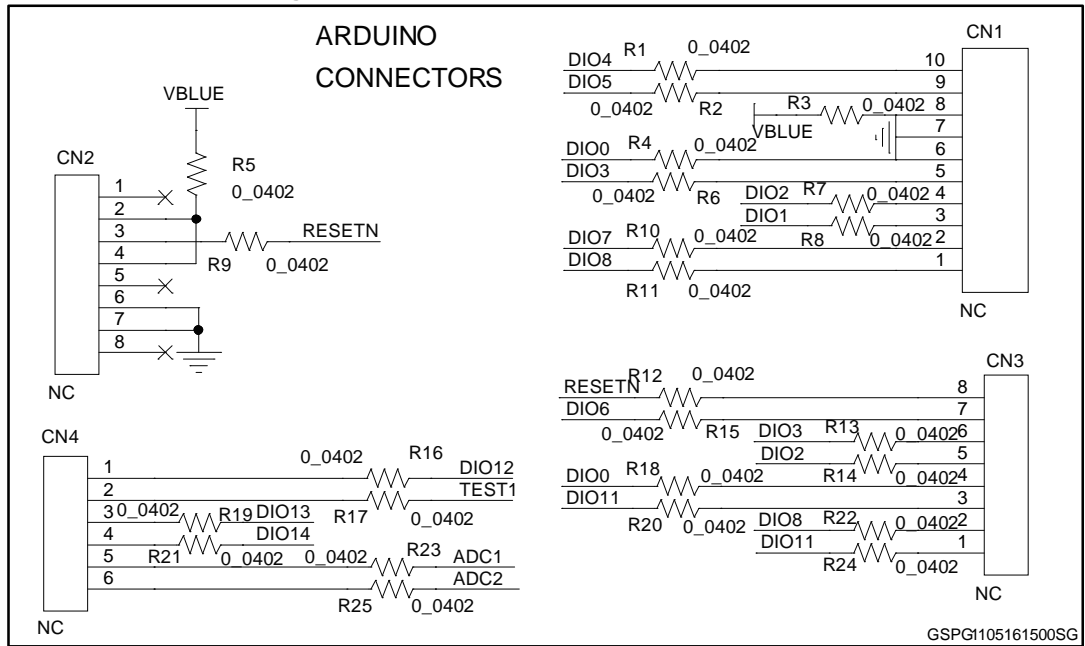 ARDUINO
CONNECTORS
VBLUE
CN2
R5
0_0402
1
2
3
4
5
6
7
8
R9
0_0402
RESETN
NC
CN1
DIO4
R1
0_0402
10
DIO5
0_0402
R2
9
R3
0_0402
8
VBLUE
7
DIO0
R4
0_0402
6
DIO3
0_0402
R6
5
DIO2
R7
0_0402
4
DIO1
R8
0_0402
3
DIO7
R10
0_0402
2
DIO8
R11
0_0402
1
NC
CN4
1
0_0402
R16
DIO12
2
R17
0_0402
TEST1
3
0_0402
R19
DIO13
4
R21
0_0402
DIO14
5
0_0402
R23
ADC1
6
R25
0_0402
ADC2
NC
CN3
RESETN
R12
0_0402
8
DIO6
0_0402
R15
7
DIO3
R13
0_0402
6
DIO2
R14
0_0402
5
DIO0
R18
0_0402
4
DIO11
R20
0_0402
3
DIO8
R22
0_0402
2
DIO11
R24
0_0402
1
NC
GSPG1105161500SG